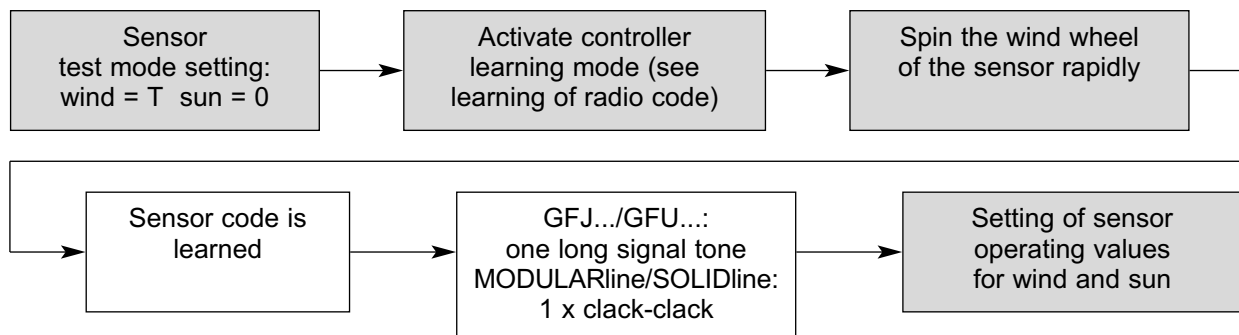 Sensor
test mode setting:
wind = T  sun = 0
Activate controller
learning mode (see
learning of radio code)
Spin the wind wheel
of the sensor rapidly
Sensor code is
learned
GFJ.../GFU...:
one long signal tone
MODULARline/SOLIDline:
1 x clack-clack
Setting of sensor
operating values
for wind and sun